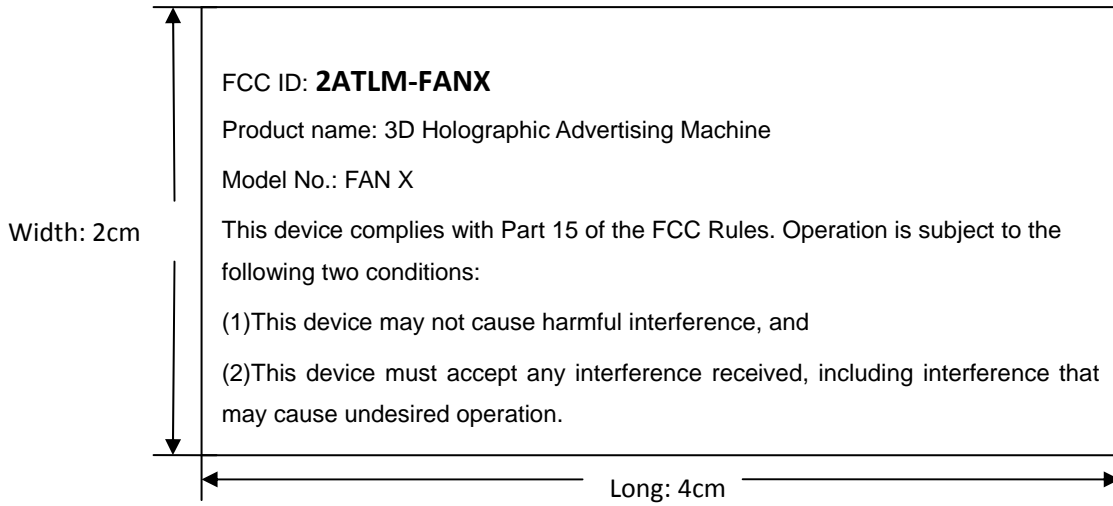 FCC ID: 2ATLM-FANX
Product name: 3D Holographic Advertising Machine
Model No.: FAN X
Width: 2cm
This device complies with Part 15 of the FCC Rules. Operation is subject to the
following two conditions:
(1)This device may not cause harmful interference, and
(2)This device must accept any interference received, including interference that
may cause undesired operation.
Long: 4cm